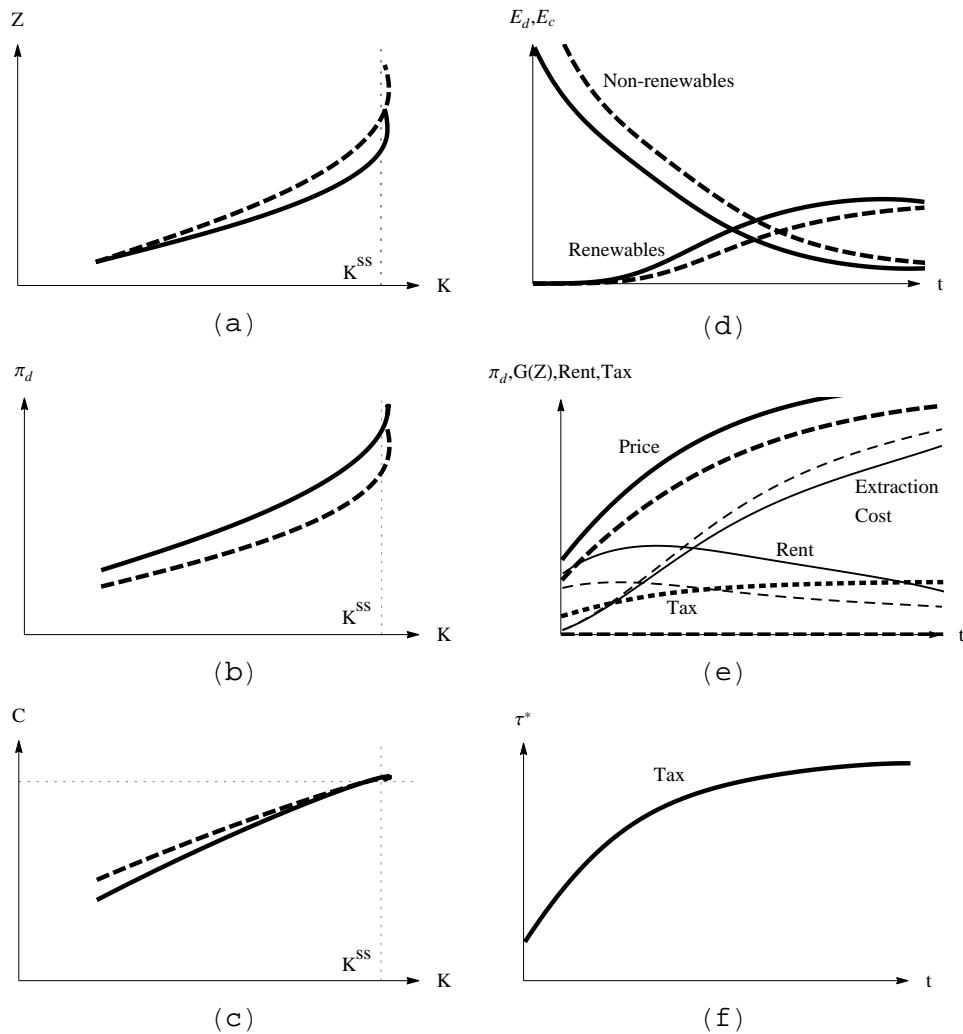 Z
K^SS
K
(a)
E_d,E_c
Non-renewables
Renewables
t
(d)
π_d
K^SS
K
(b)
π_d,G(Z),Rent,Tax
Price
Extraction
Cost
Rent
Tax
t
(e)
C
K^SS
K
(c)
τ*
Tax
t
(f)